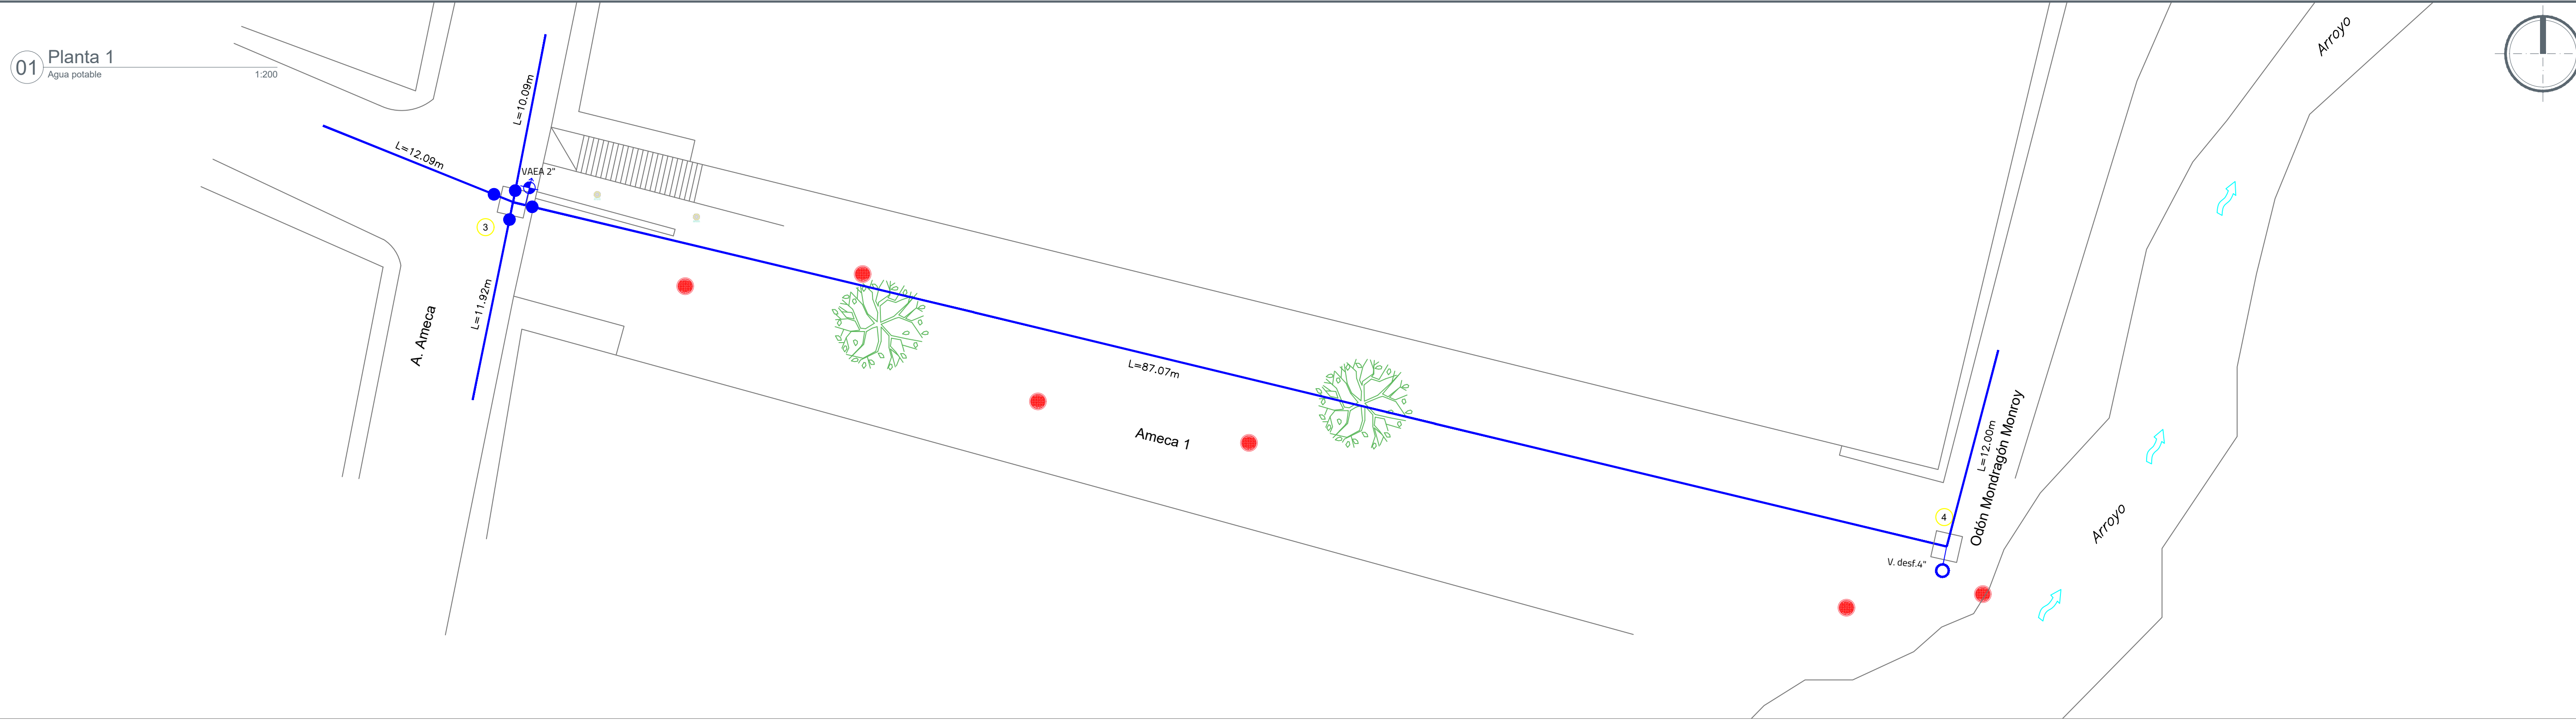 01
Planta 1
Agua potable
1:200
L=10.09m
L=12.09m
VAEA 2"
3
L=11.92m
A. Ameca
L=87.07m
Ameca 1
L=12.00m
Odón Mondragón Monroy
4
V. desf.4"
Arroyo
Arroyo